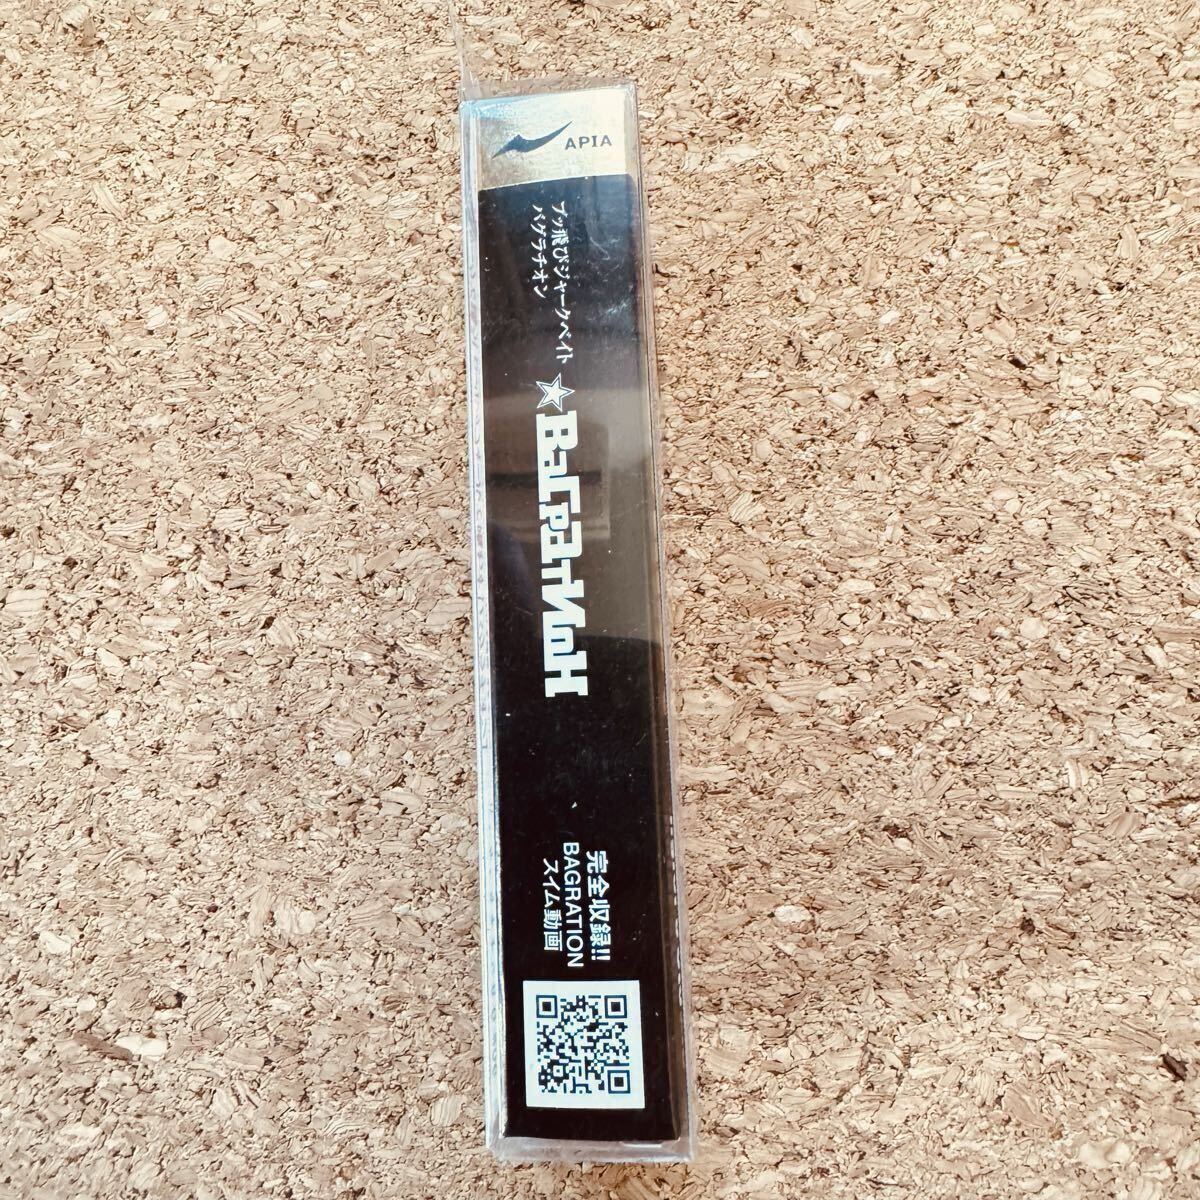 APIA
ブッ飛びジャークベイト
バグラチオン
☆ВаGратИоН
完全収録!!
BAGRATION
スイム動画